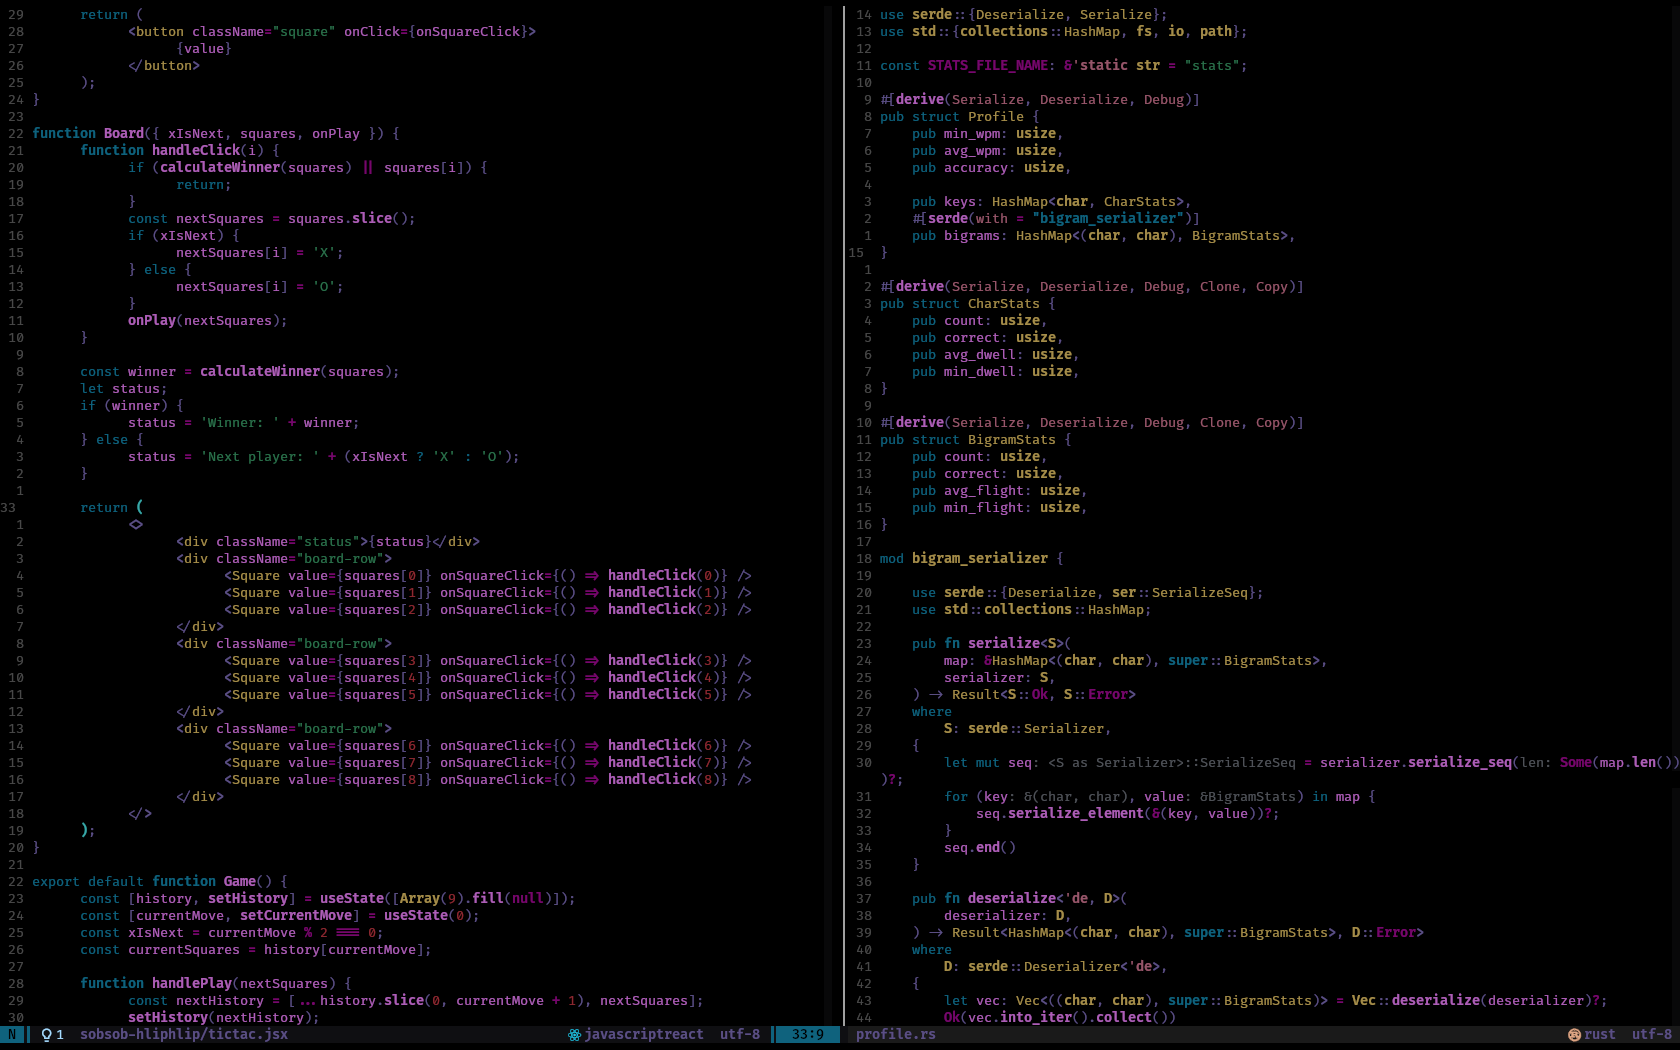 29 return (
28 <button className="square" onClick={onSquareClick}>
27 {value}
26 </button>
25 );
24 }
23
22 function Board({ xIsNext, squares, onPlay }) {
21 function handleClick(i) {
20 if (calculateWinner(squares) || squares[i]) {
19 return;
18 }
17 const nextSquares = squares.slice();
16 if (xIsNext) {
15 nextSquares[i] = 'X';
14 } else {
13 nextSquares[i] = 'O';
12 }
11 onPlay(nextSquares);
10 }
9
8 const winner = calculateWinner(squares);
7 let status;
6 if (winner) {
5 status = 'Winner: ' + winner;
4 } else {
3 status = 'Next player: ' + (xIsNext ? 'X' : 'O');
2 }
1
33 return (
1 <>
2 <div className="status">{status}</div>
3 <div className="board-row">
4 <Square value={squares[0]} onSquareClick={() => handleClick(0)} />
5 <Square value={squares[1]} onSquareClick={() => handleClick(1)} />
6 <Square value={squares[2]} onSquareClick={() => handleClick(2)} />
7 </div>
8 <div className="board-row">
9 <Square value={squares[3]} onSquareClick={() => handleClick(3)} />
10 <Square value={squares[4]} onSquareClick={() => handleClick(4)} />
11 <Square value={squares[5]} onSquareClick={() => handleClick(5)} />
12 </div>
13 <div className="board-row">
14 <Square value={squares[6]} onSquareClick={() => handleClick(6)} />
15 <Square value={squares[7]} onSquareClick={() => handleClick(7)} />
16 <Square value={squares[8]} onSquareClick={() => handleClick(8)} />
17 </div>
18 </>
19 );
20 }
21
22 export default function Game() {
23 const [history, setHistory] = useState([Array(9).fill(null)]);
24 const [currentMove, setCurrentMove] = useState(0);
25 const xIsNext = currentMove % 2 === 0;
26 const currentSquares = history[currentMove];
27
28 function handlePlay(nextSquares) {
29 const nextHistory = [...history.slice(0, currentMove + 1), nextSquares];
30 setHistory(nextHistory);
N 1 sobsob-hliphlip/tictac.jsx javascriptreact utf-8 33:9
14 use serde::{Deserialize, Serialize};
13 use std::{collections::HashMap, fs, io, path};
12
11 const STATS_FILE_NAME: &'static str = "stats";
10
9 #[derive(Serialize, Deserialize, Debug)]
8 pub struct Profile {
7 pub min_wpm: usize,
6 pub avg_wpm: usize,
5 pub accuracy: usize,
4
3 pub keys: HashMap<char, CharStats>,
2 #[serde(with = "bigram_serializer")]
1 pub bigrams: HashMap<(char, char), BigramStats>,
15 }
1
2 #[derive(Serialize, Deserialize, Debug, Clone, Copy)]
3 pub struct CharStats {
4 pub count: usize,
5 pub correct: usize,
6 pub avg_dwell: usize,
7 pub min_dwell: usize,
8 }
9
10 #[derive(Serialize, Deserialize, Debug, Clone, Copy)]
11 pub struct BigramStats {
12 pub count: usize,
13 pub correct: usize,
14 pub avg_flight: usize,
15 pub min_flight: usize,
16 }
17
18 mod bigram_serializer {
19
20 use serde::{Deserialize, ser::SerializeSeq};
21 use std::collections::HashMap;
22
23 pub fn serialize<S>(
24 map: &HashMap<(char, char), super::BigramStats>,
25 serializer: S,
26 ) -> Result<S::Ok, S::Error>
27 where
28 S: serde::Serializer,
29 {
30 let mut seq: <S as Serializer>::SerializeSeq = serializer.serialize_seq(len: Some(map.len())
)?;
31 for (key: &(char, char), value: &BigramStats) in map {
32 seq.serialize_element(&(key, value))?;
33 }
34 seq.end()
35 }
36
37 pub fn deserialize<'de, D>(
38 deserializer: D,
39 ) -> Result<HashMap<(char, char), super::BigramStats>, D::Error>
40 where
41 D: serde::Deserializer<'de>,
42 {
43 let vec: Vec<((char, char), super::BigramStats)> = Vec::deserialize(deserializer)?;
44 Ok(vec.into_iter().collect())
profile.rs rust utf-8